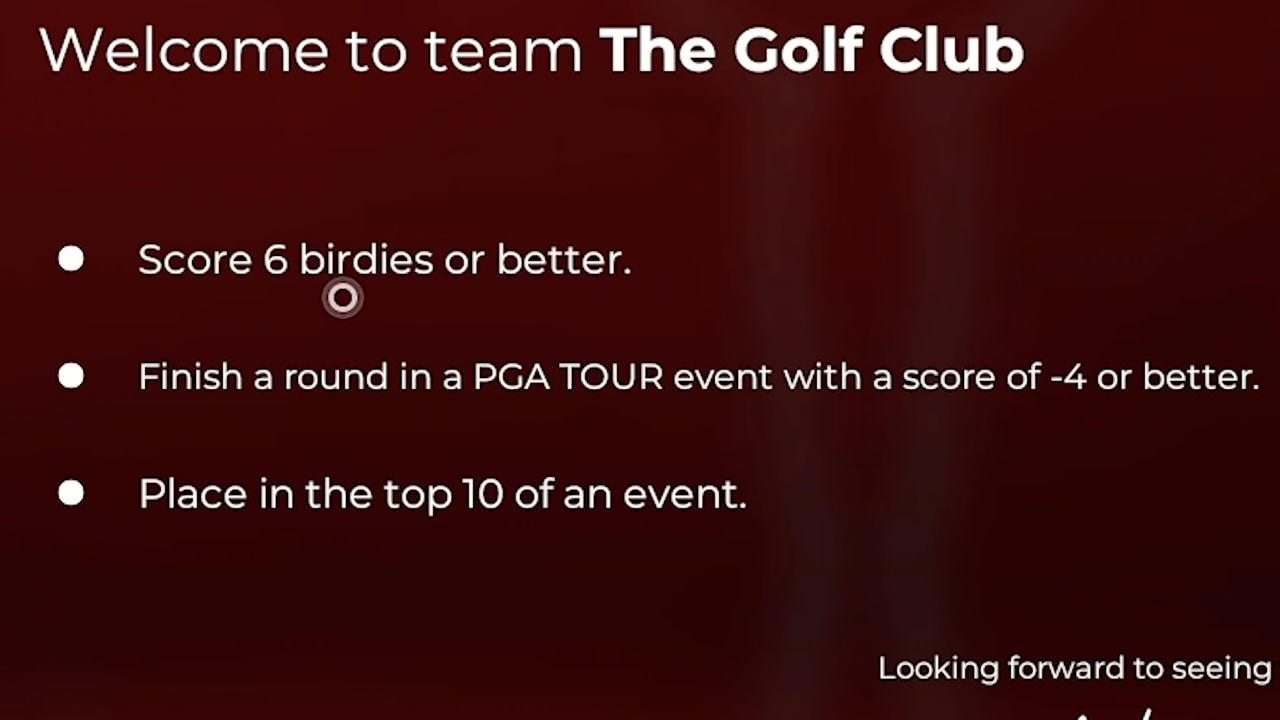 Welcome to team The Golf Club
Score 6 birdies or better.
Finish a round in a PGA TOUR event with a score of -4 or better.
Place in the top 10 of an event.
Looking forward to seeing